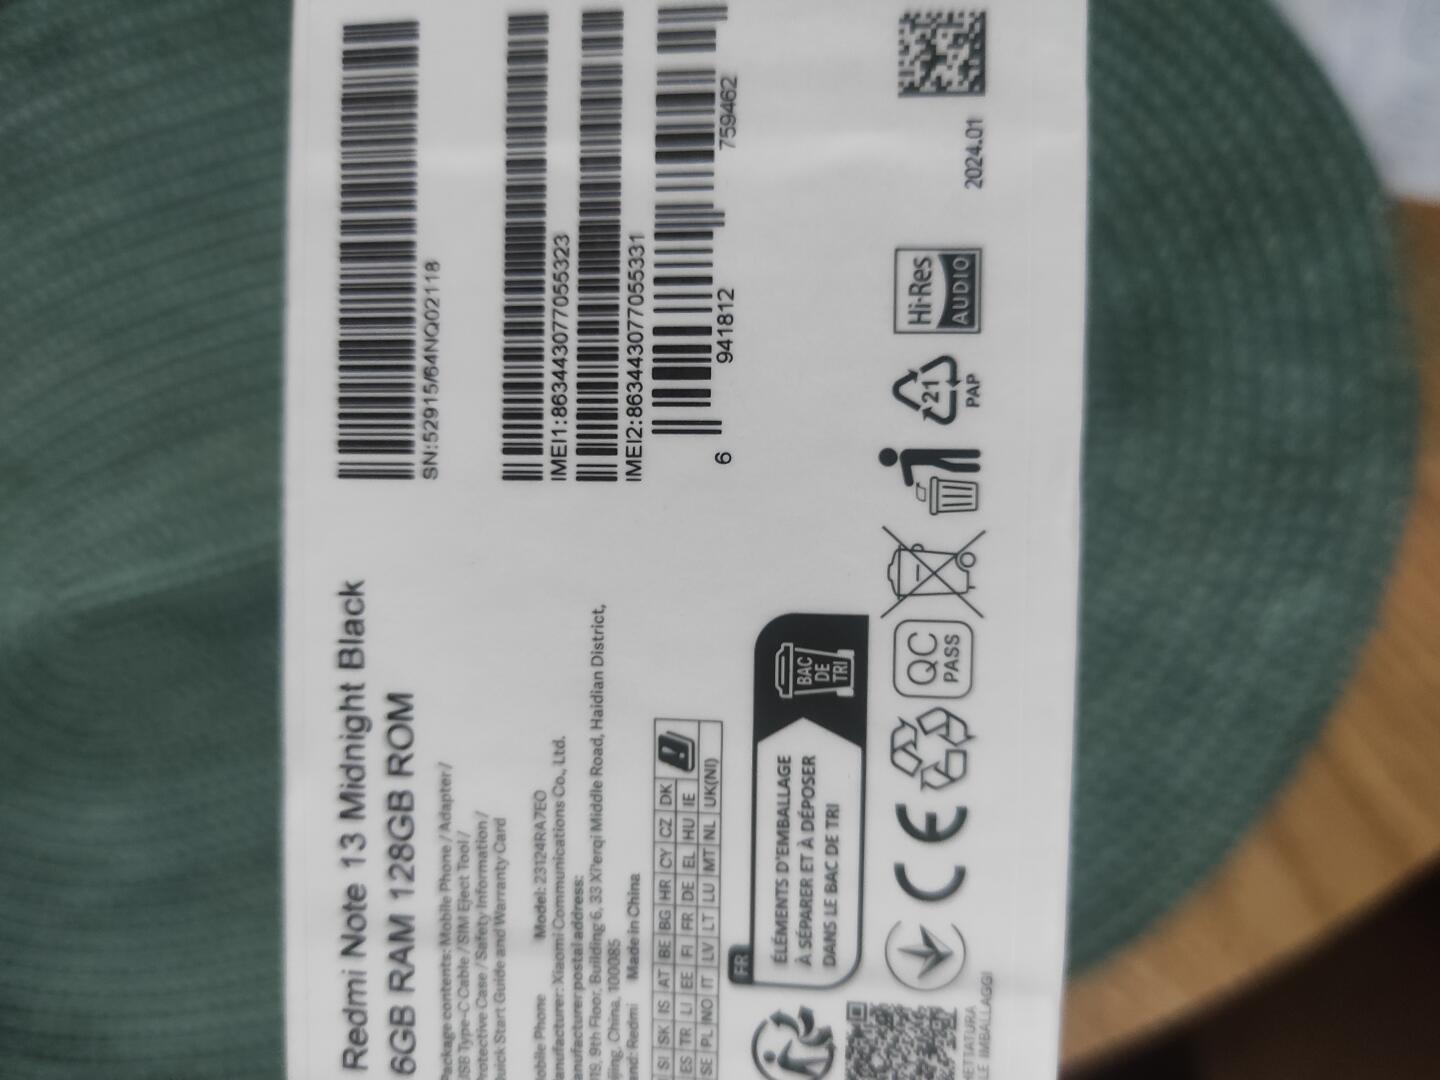 Redmi Note 13 Midnight Black
6GB RAM 128GB ROM
Package contents: Mobile Phone / Adapter /
USB Type-C Cable / SIM Eject Tool /
Protective Case / Safety Information /
Quick Start Guide and Warranty Card
Mobile Phone Model: 23124RA7EO
Manufacturer: Xiaomi Communications Co., Ltd.
Manufacturer postal address:
019, 9th Floor, Building 6, 33 Xi'erqi Middle Road, Haidian District,
Beijing, China, 100085
Brand: Redmi Made in China
SN:52915/64NQ02118
IMEI1:863443077055323
IMEI2:863443077055331
6 941812 759462
SI SK IS AT BE BG HR CY CZ DK
ES TR LI EE FI FR DE EL HU IE
SE PL NO IT LV LT LU MT NL UK(NI)
FR
ÉLÉMENTS D'EMBALLAGE
À SÉPARER ET À DÉPOSER
DANS LE BAC DE TRI
BAC
DE
TRI
CE
QC
PASS
21
PAP
Hi-Res
AUDIO
2024.01
IMBALLAGGI